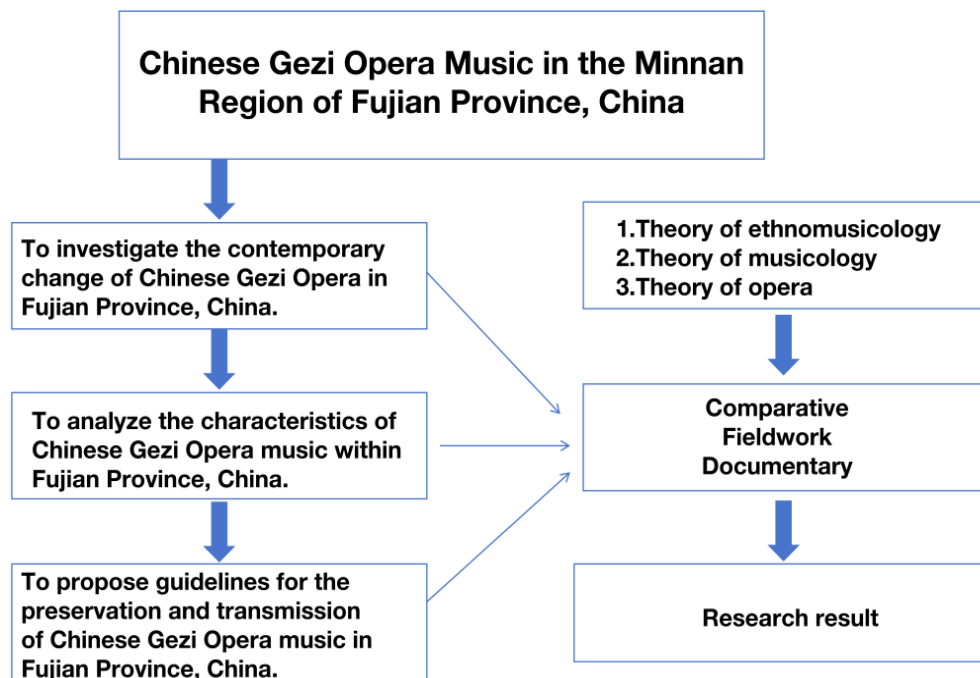 Chinese Gezi Opera Music in the Minnan
Region of Fujian Province, China
To investigate the contemporary
change of Chinese Gezi Opera in
Fujian Province, China.
To analyze the characteristics of
Chinese Gezi Opera music within
Fujian Province, China.
To propose guidelines for the
preservation and transmission
of Chinese Gezi Opera music in
Fujian Province, China.
1.Theory of ethnomusicology
2.Theory of musicology
3.Theory of opera
Comparative
Fieldwork
Documentary
Research result